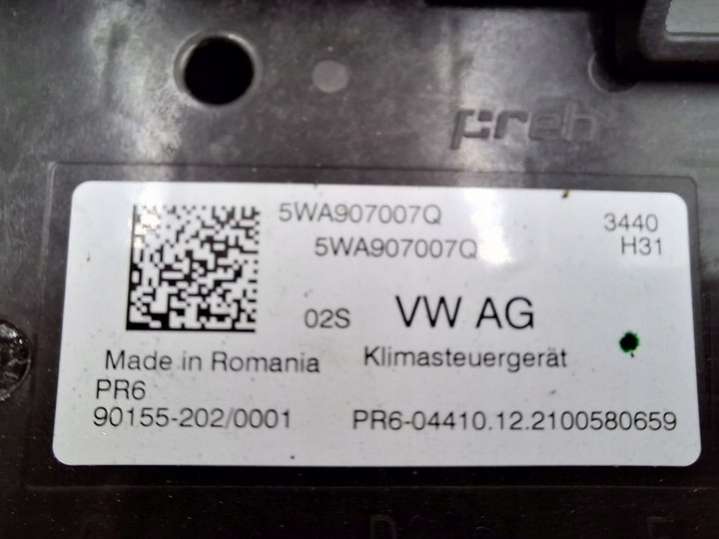 preh
5WA907007Q 3440
5WA907007Q H31
02S VW AG
Made in Romania Klimasteuergerät
PR6
90155-202/0001 PR6-04410.12.2100580659